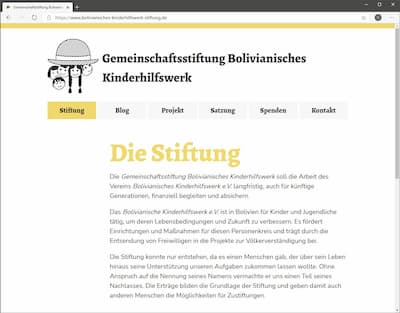 Gemeinschaftsstiftung Bolivian
https://www.bolivianisches-kinderhilfswerk-stiftung.de
Gemeinschaftsstiftung Bolivianisches
Kinderhilfswerk
Stiftung Blog Projekt Satzung Spenden Kontakt
Die Stiftung
Die Gemeinschaftsstiftung Bolivianisches Kinderhilfswerk soll die Arbeit des
Vereins Bolivianisches Kinderhilfswerk e.V. langfristig, auch für künftige
Generationen, finanziell begleiten und absichern.
Das Bolivianische Kinderhilfswerk e.V. ist in Bolivien für Kinder und Jugendliche
tätig, um deren Lebensbedingungen und Zukunft zu verbessern. Es fördert
Einrichtungen und Maßnahmen für diesen Personenkreis und trägt durch die
Entsendung von Freiwilligen in die Projekte zur Völkerverständigung bei.
Die Stiftung konnte nur entstehen, da es einen Menschen gab, der über sein Leben
hinaus seine Unterstützung unseren Aufgaben zukommen lassen wollte. Ohne
Anspruch auf die Nennung seines Namens vermachte er uns einen Teil seines
Nachlasses. Die Erträge bilden die Grundlage der Stiftung und geben damit auch
anderen Menschen die Möglichkeiten für Zustiftungen.